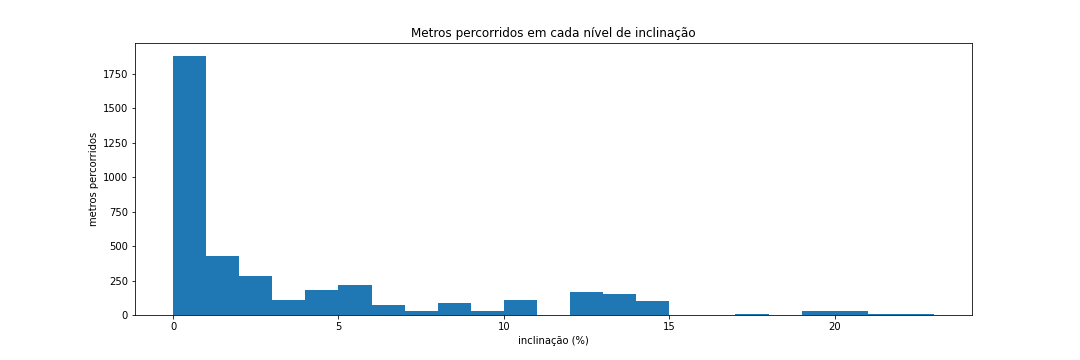 Metros percorridos em cada nível de inclinação
metros percorridos
1750
1500
1250
1000
750
500
250
0
0 5 10 15 20
inclinação (%)